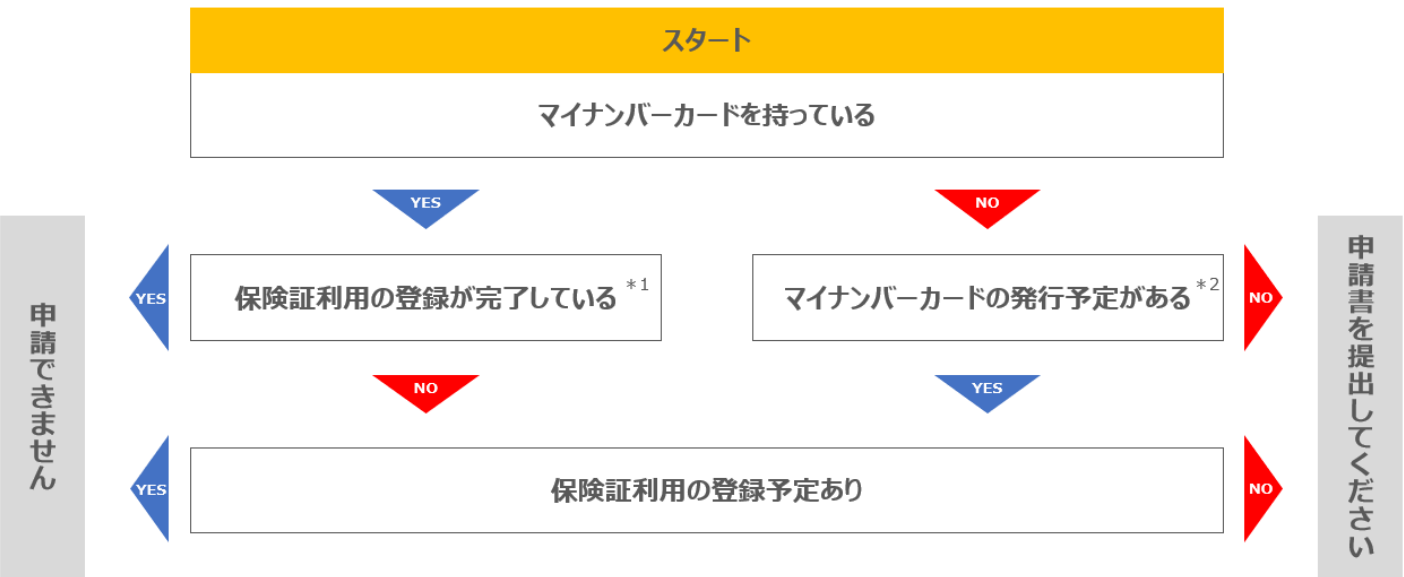 スタート
マイナンバーカードを持っている
YES
NO
申請できません
YES
保険証利用の登録が完了している *1
マイナンバーカードの発行予定がある *2
NO
申請書を提出してください
NO
YES
YES
保険証利用の登録予定あり
NO